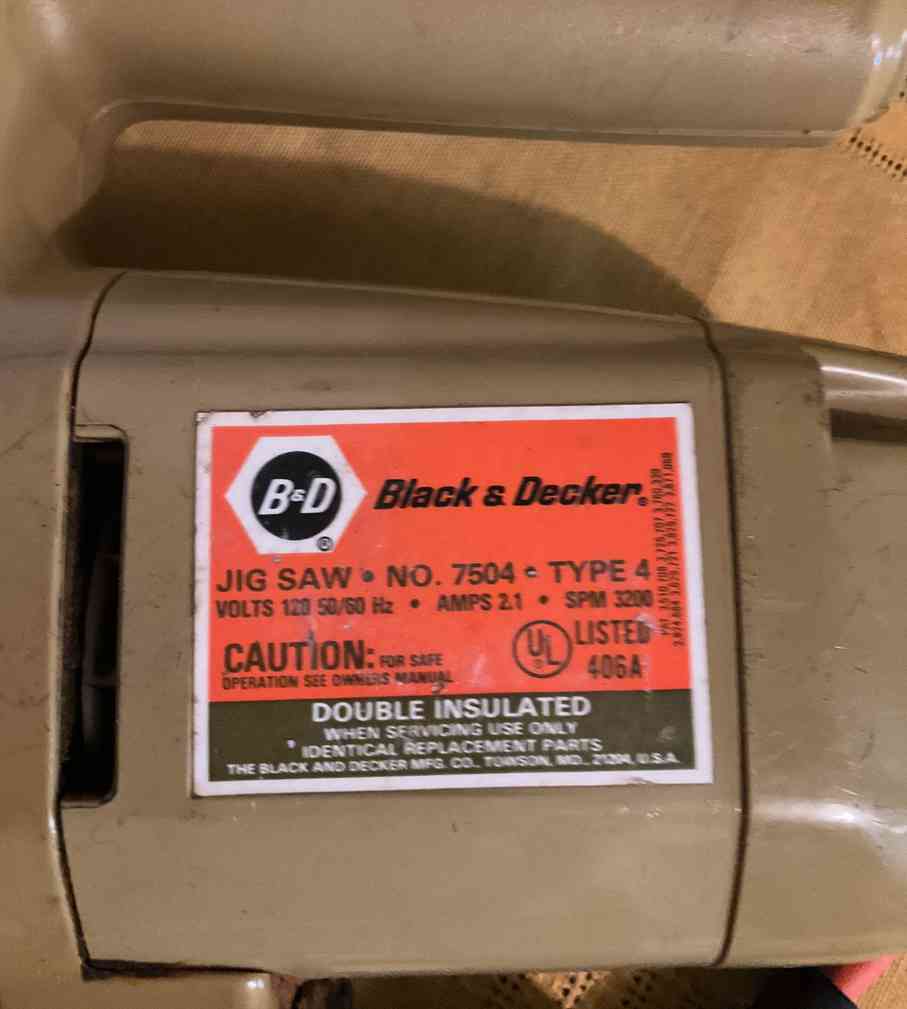 B&D
®
Black & Decker®
JIG SAW • NO. 7504 • TYPE 4
VOLTS 120 50/60 Hz • AMPS 2.1 • SPM 3200
CAUTION: FOR SAFE
OPERATION SEE OWNERS MANUAL
UL
®
LISTED
406A
DOUBLE INSULATED
WHEN SERVICING USE ONLY
IDENTICAL REPLACEMENT PARTS
THE BLACK AND DECKER MFG. CO., TOWSON, MD., 21204, U.S.A.